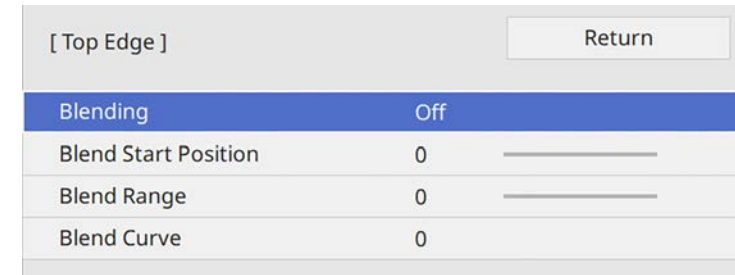 [ Top Edge ] Return
Blending Off
Blend Start Position 0
Blend Range 0
Blend Curve 0